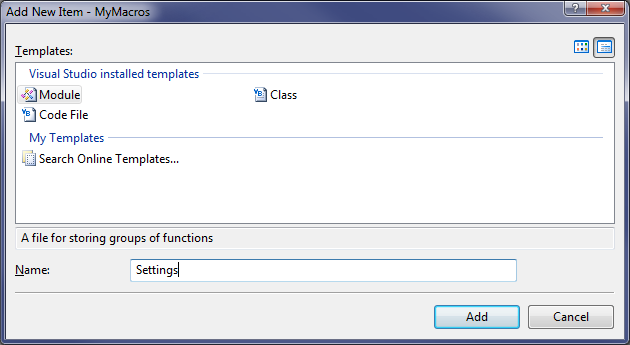 Add New Item - MyMacros
Templates:
Visual Studio installed templates
Module Class
Code File
My Templates
Search Online Templates...
A file for storing groups of functions
Name: Settings
Add Cancel